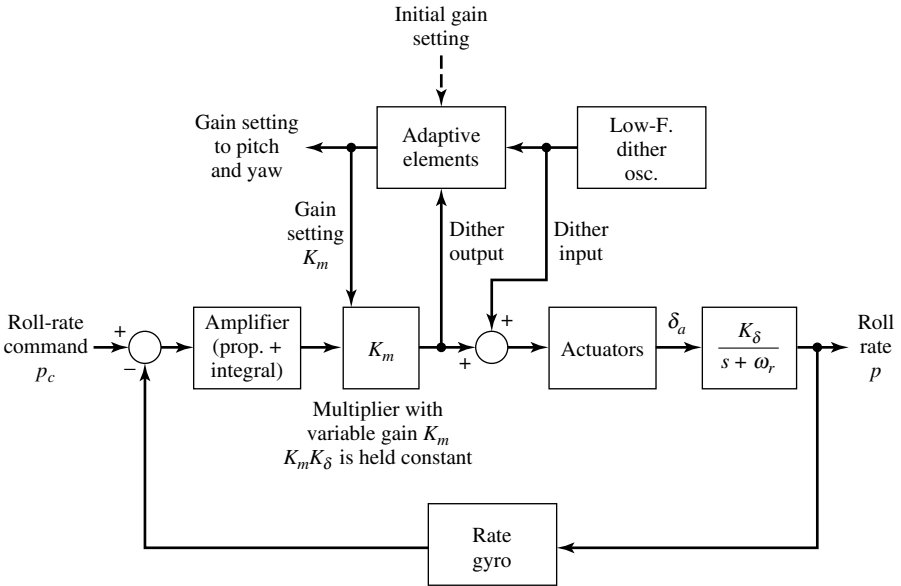 Initial gain
setting
Gain setting
to pitch
and yaw
Adaptive
elements
Low-F.
dither
osc.
Gain
setting
K_m
Dither
output
Dither
input
Roll-rate
command
p_c
+
−
Amplifier
(prop. +
integral)
K_m
+
+
Actuators
δ_a
K_δ
s + ω_r
Roll
rate
p
Multiplier with
variable gain K_m
K_mK_δ is held constant
Rate
gyro